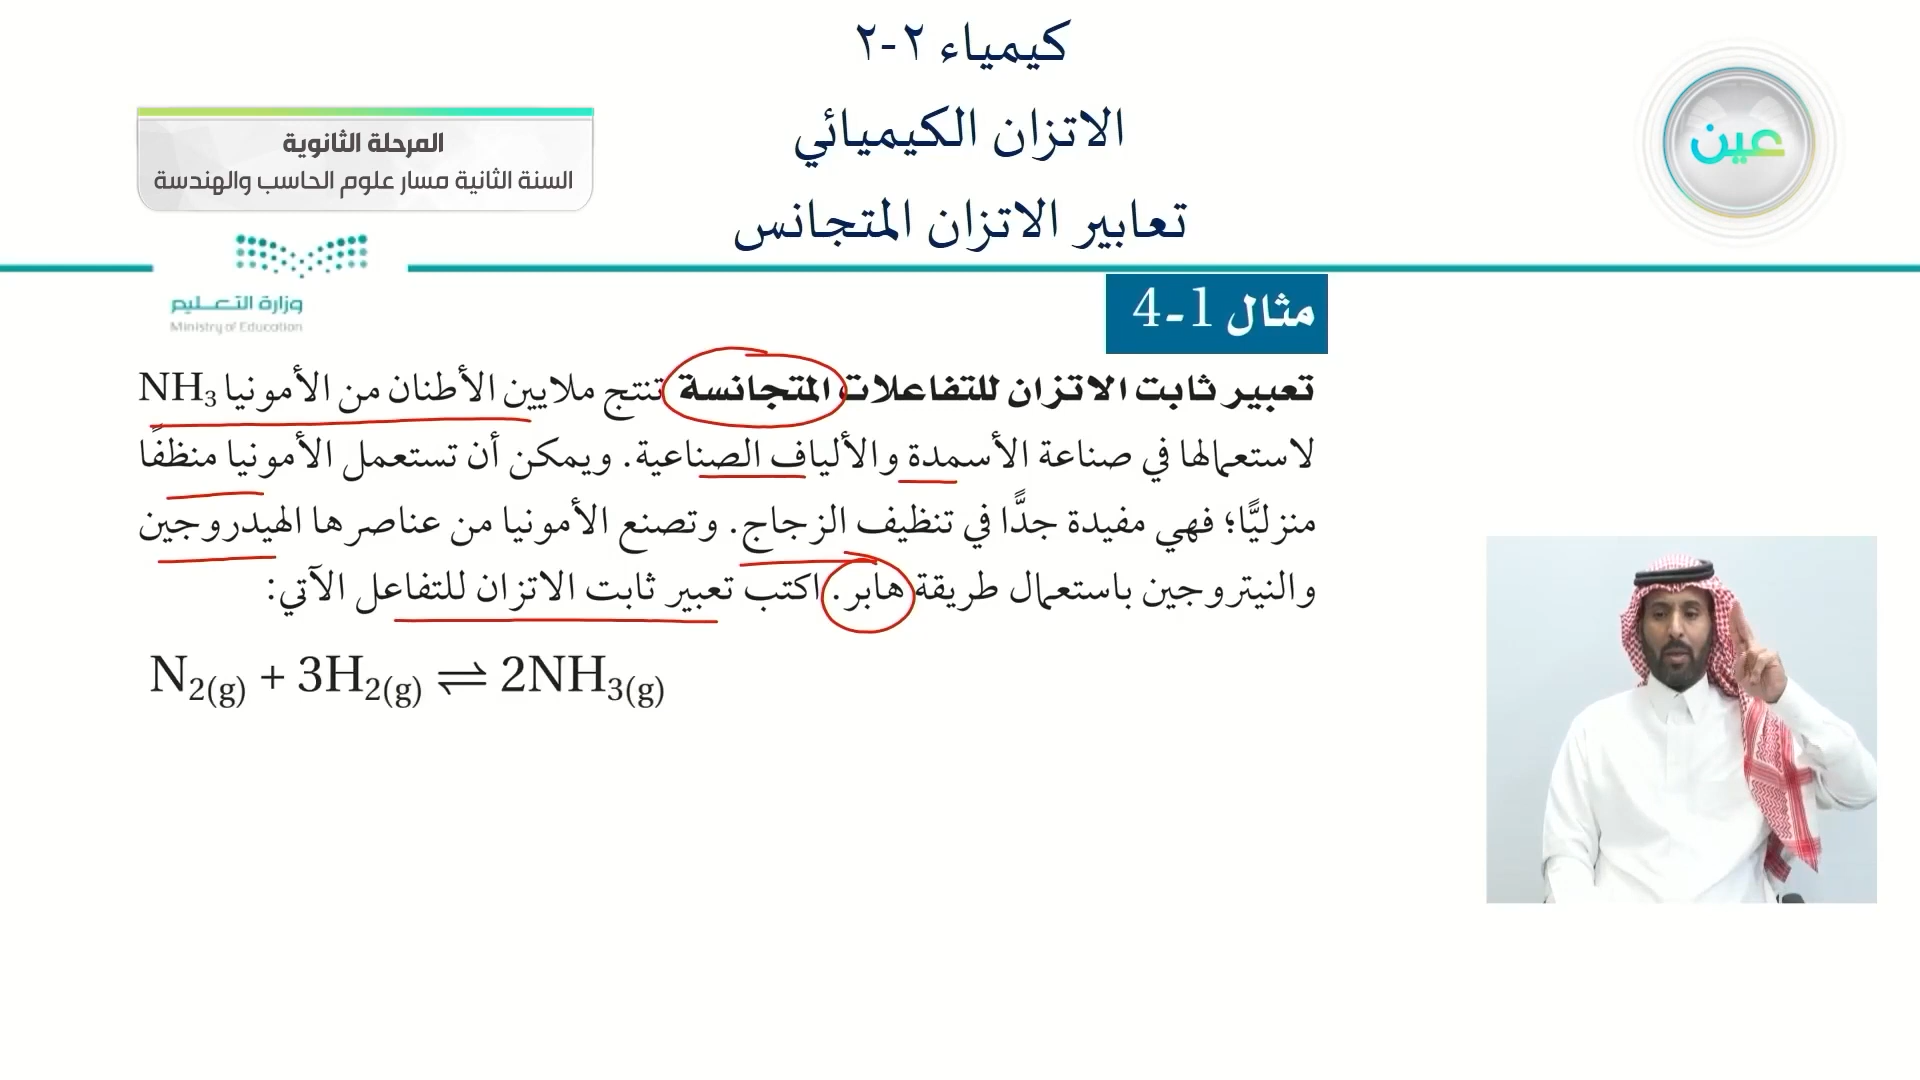 كيمياء ٢-٢
الاتزان الكيميائي
تعابير الاتزان المتجانس
عين
المرحلة الثانوية
السنة الثانية مسار علوم الحاسب والهندسة
وزارة التعليم
Ministry of Education
مثال 1-4
تعبير ثابت الاتزان للتفاعلات المتجانسة تنتج ملايين الأطنان من الأمونيا NH₃
لاستعمالها في صناعة الأسمدة والألياف الصناعية. ويمكن أن تستعمل الأمونيا منظفًا
منزليًّا؛ فهي مفيدة جدًّا في تنظيف الزجاج. وتصنع الأمونيا من عناصرها الهيدروجين
والنيتروجين باستعمال طريقة هابر. اكتب تعبير ثابت الاتزان للتفاعل الآتي:
N₂(g) + 3H₂(g) ⇌ 2NH₃(g)